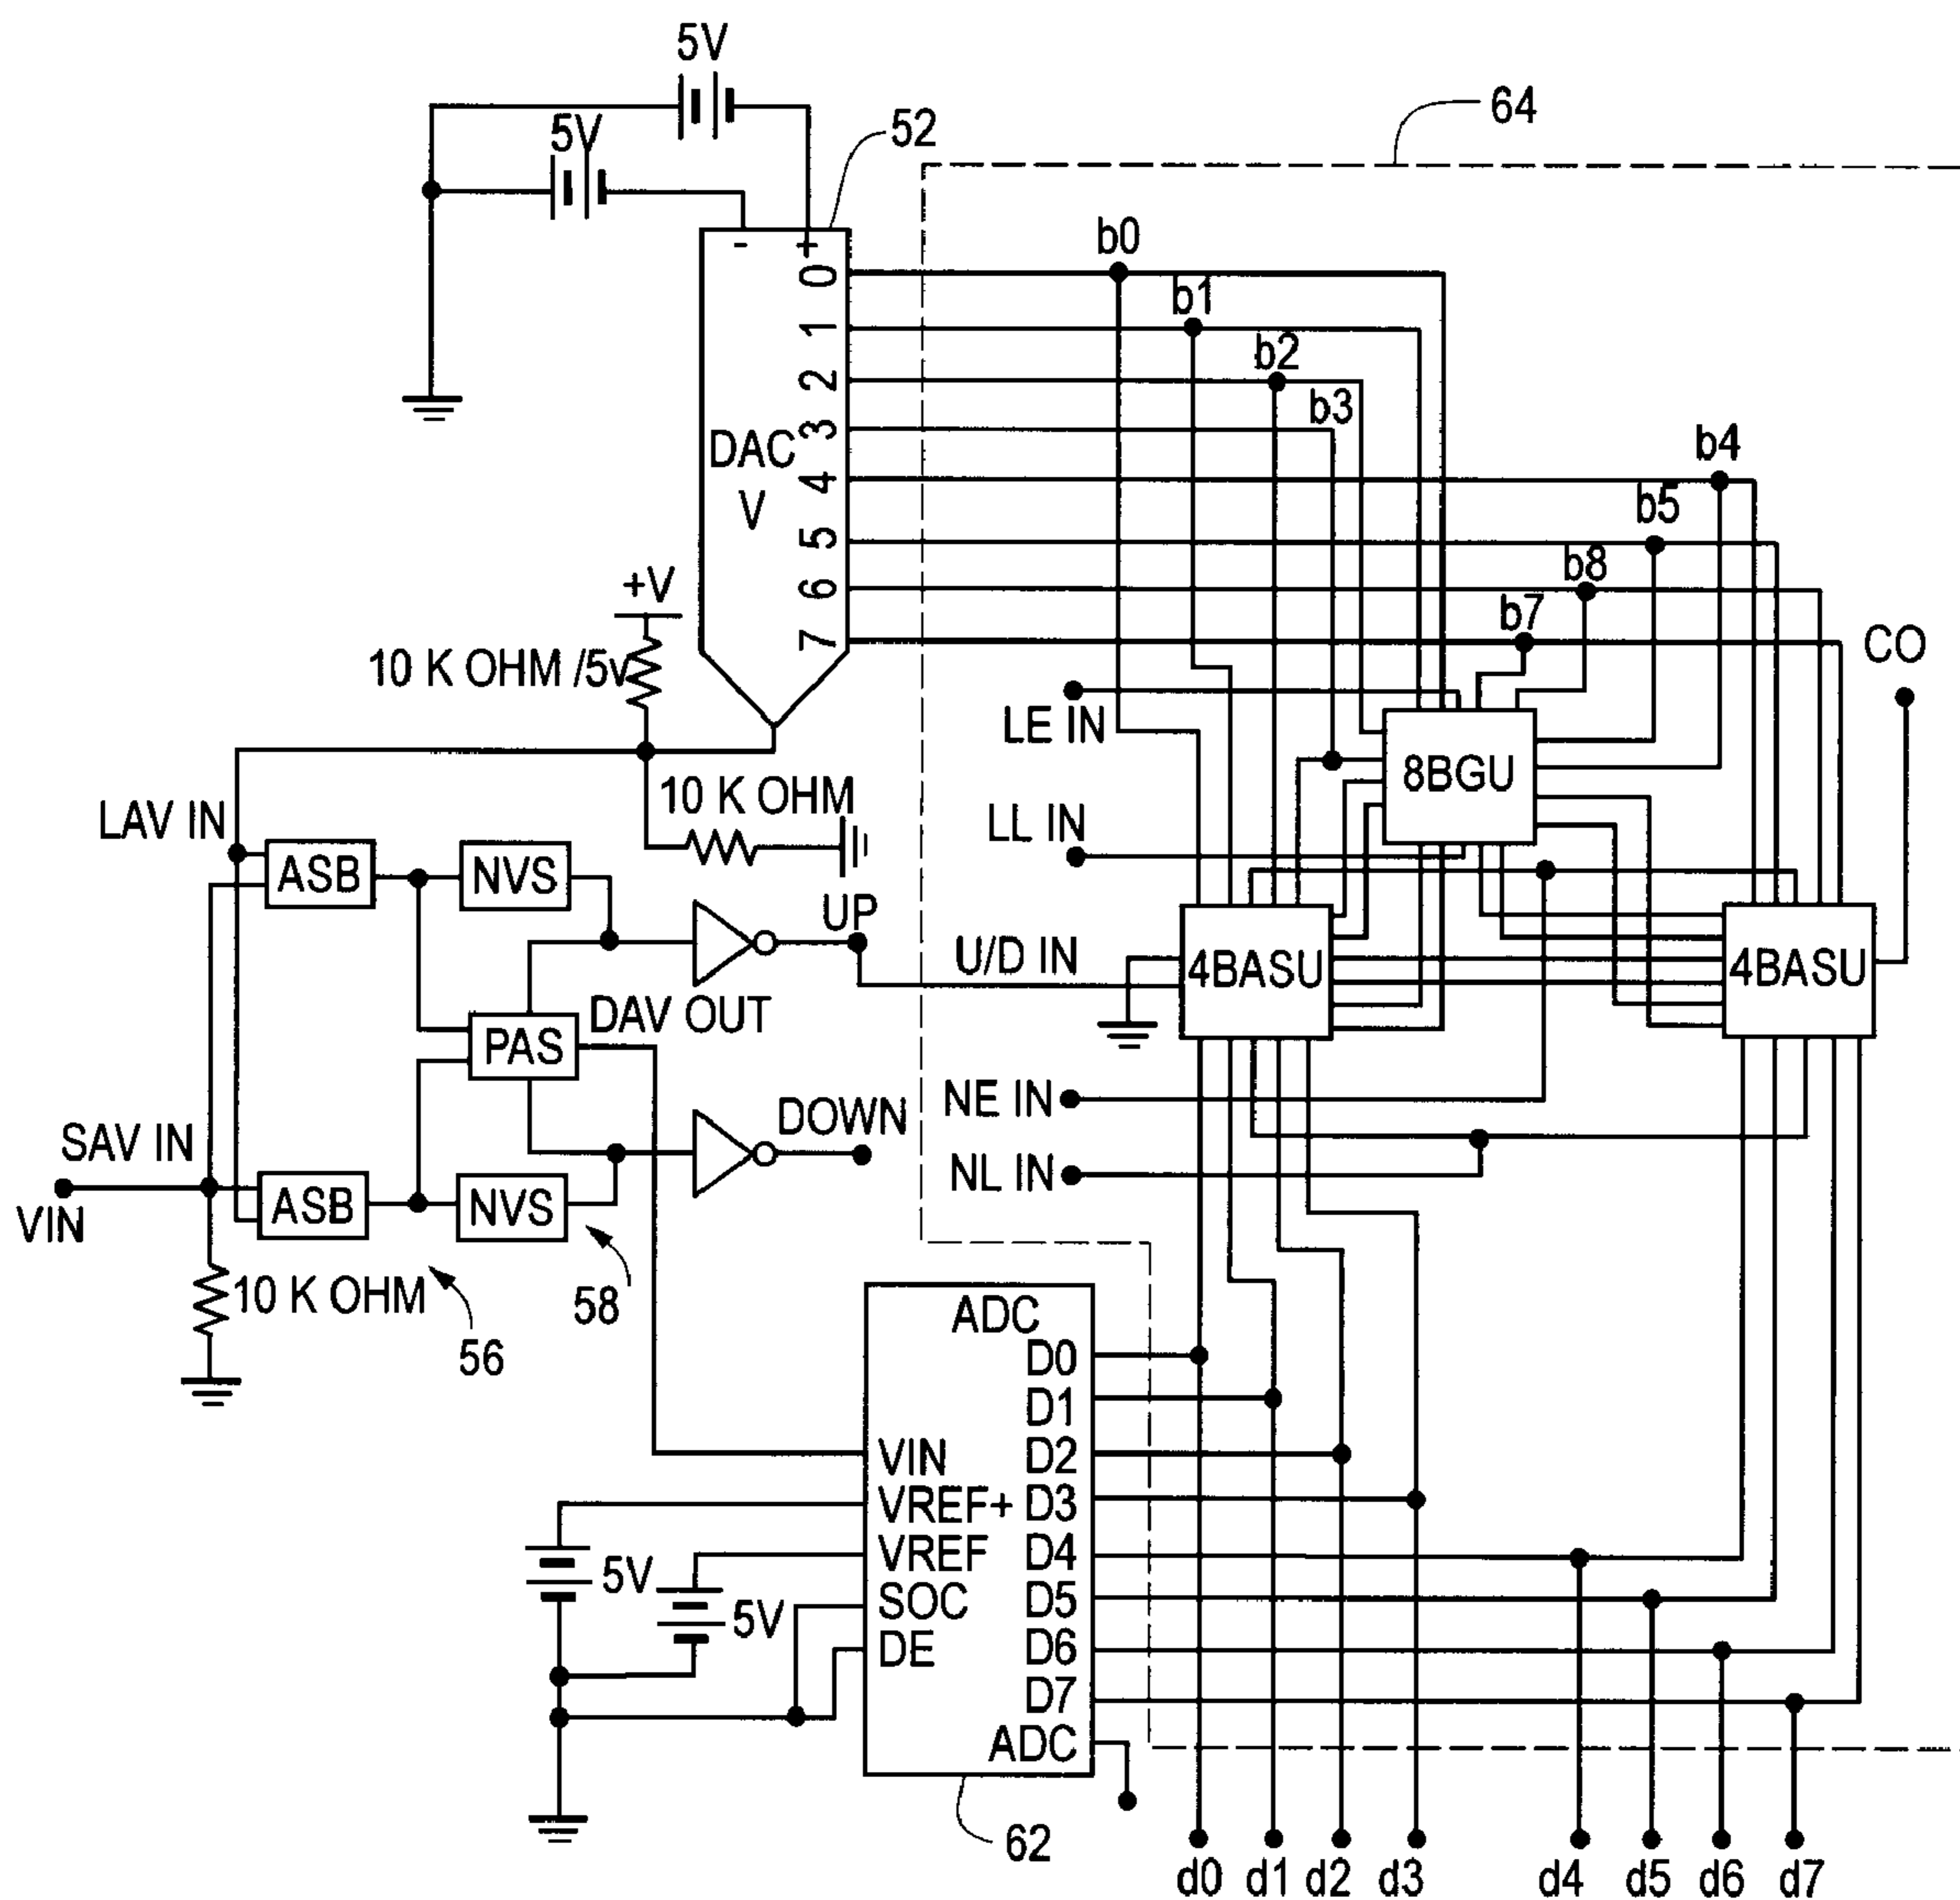 5V
5V
52
64
- +
0
1
2
3
4
5
6
7
DAC
V
b0
b1
b2
b3
b4
b5
b8
b7
CO
+V
10 K OHM /5v
10 K OHM
LE IN
LL IN
8BGU
LAV IN
ASB
NVS
UP
U/D IN
4BASU
4BASU
PAS
DAV OUT
DOWN
SAV IN
VIN
ASB
NVS
10 K OHM
56
58
NE IN
NL IN
ADC
D0
D1
VIN D2
VREF+ D3
VREF D4
SOC D5
DE D6
D7
ADC
5V
5V
62
d0 d1 d2 d3 d4 d5 d6 d7